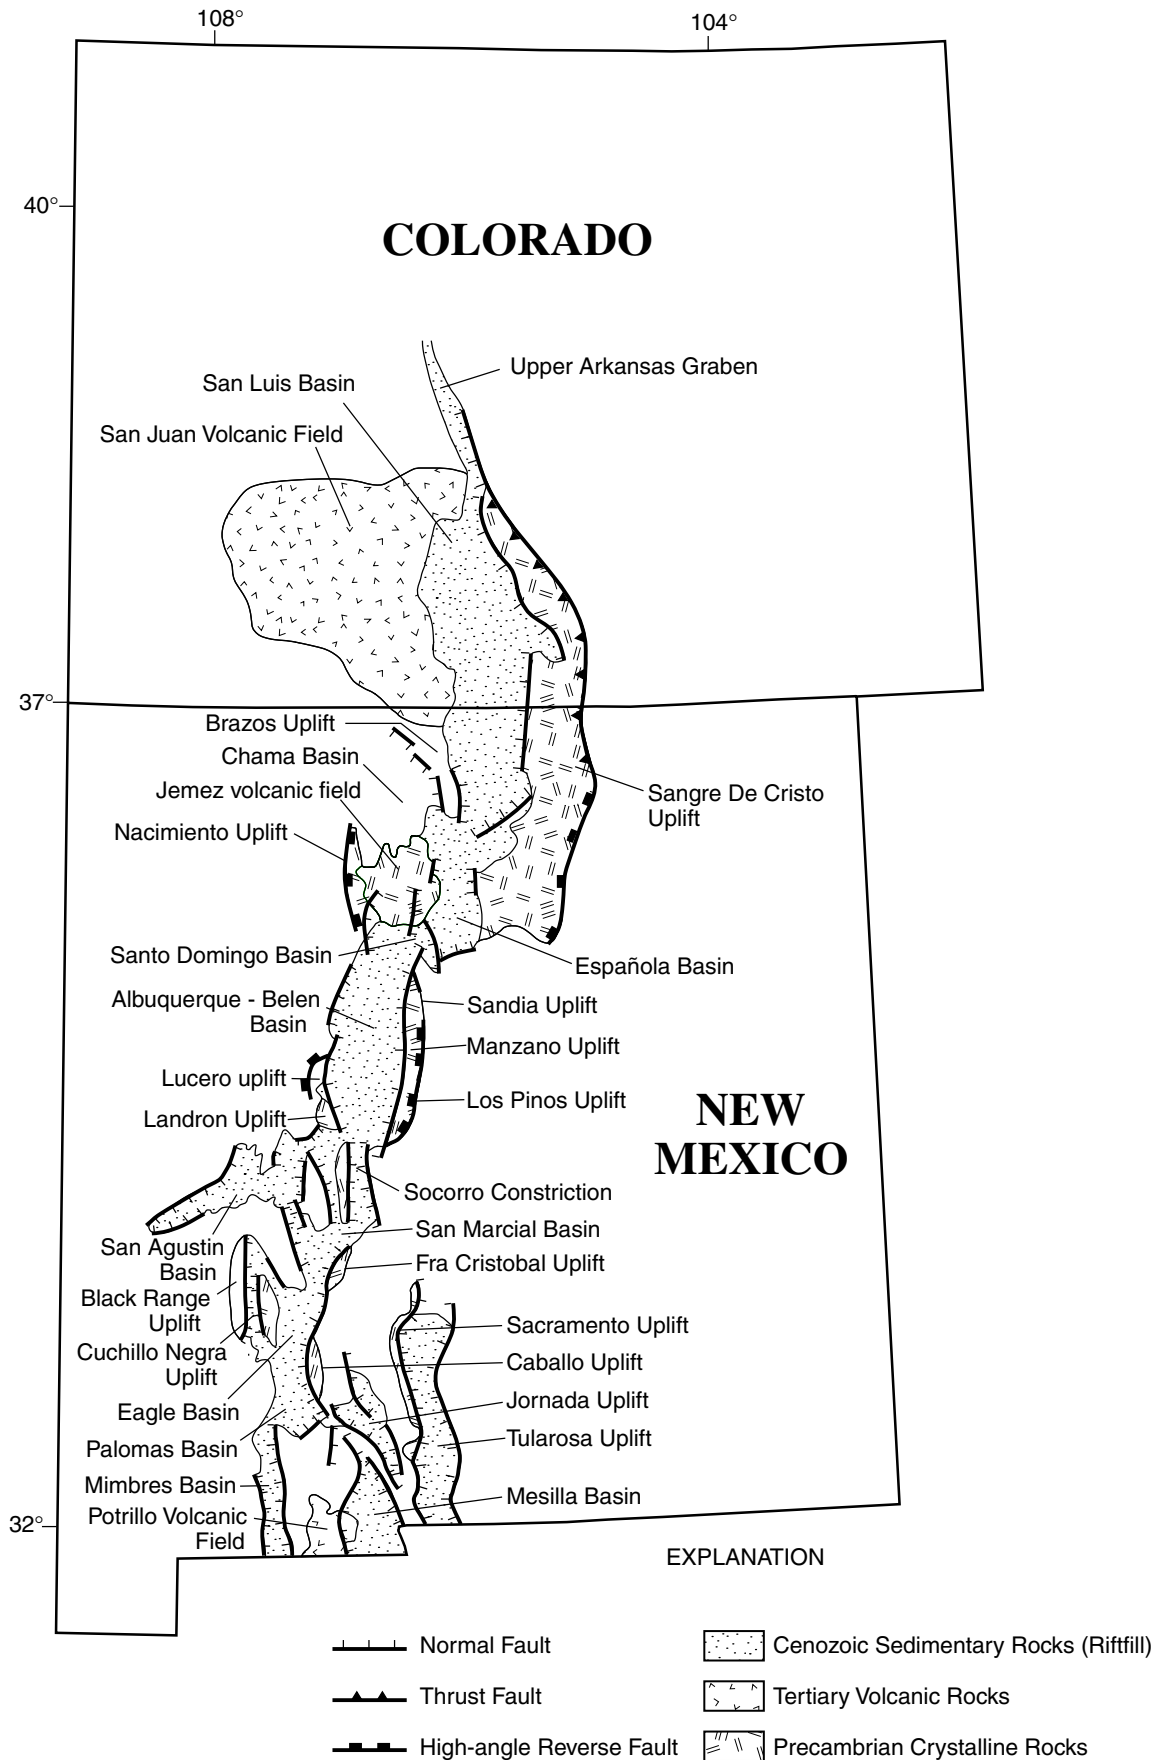 108°
104°
40°
COLORADO
Upper Arkansas Graben
San Luis Basin
San Juan Volcanic Field
37°
Brazos Uplift
Chama Basin
Jemez volcanic field
Sangre De Cristo
Uplift
Nacimiento Uplift
Santo Domingo Basin
Española Basin
Albuquerque - Belen
Basin
Sandia Uplift
Manzano Uplift
Lucero uplift
Los Pinos Uplift
Landron Uplift
NEW
MEXICO
Socorro Constriction
San Marcial Basin
San Agustin
Basin
Fra Cristobal Uplift
Black Range
Uplift
Sacramento Uplift
Cuchillo Negra
Uplift
Caballo Uplift
Jornada Uplift
Eagle Basin
Tularosa Uplift
Palomas Basin
Mimbres Basin
Mesilla Basin
Potrillo Volcanic
Field
32°
EXPLANATION
Normal Fault
Cenozoic Sedimentary Rocks (Riftfill)
Thrust Fault
Tertiary Volcanic Rocks
High-angle Reverse Fault
Precambrian Crystalline Rocks